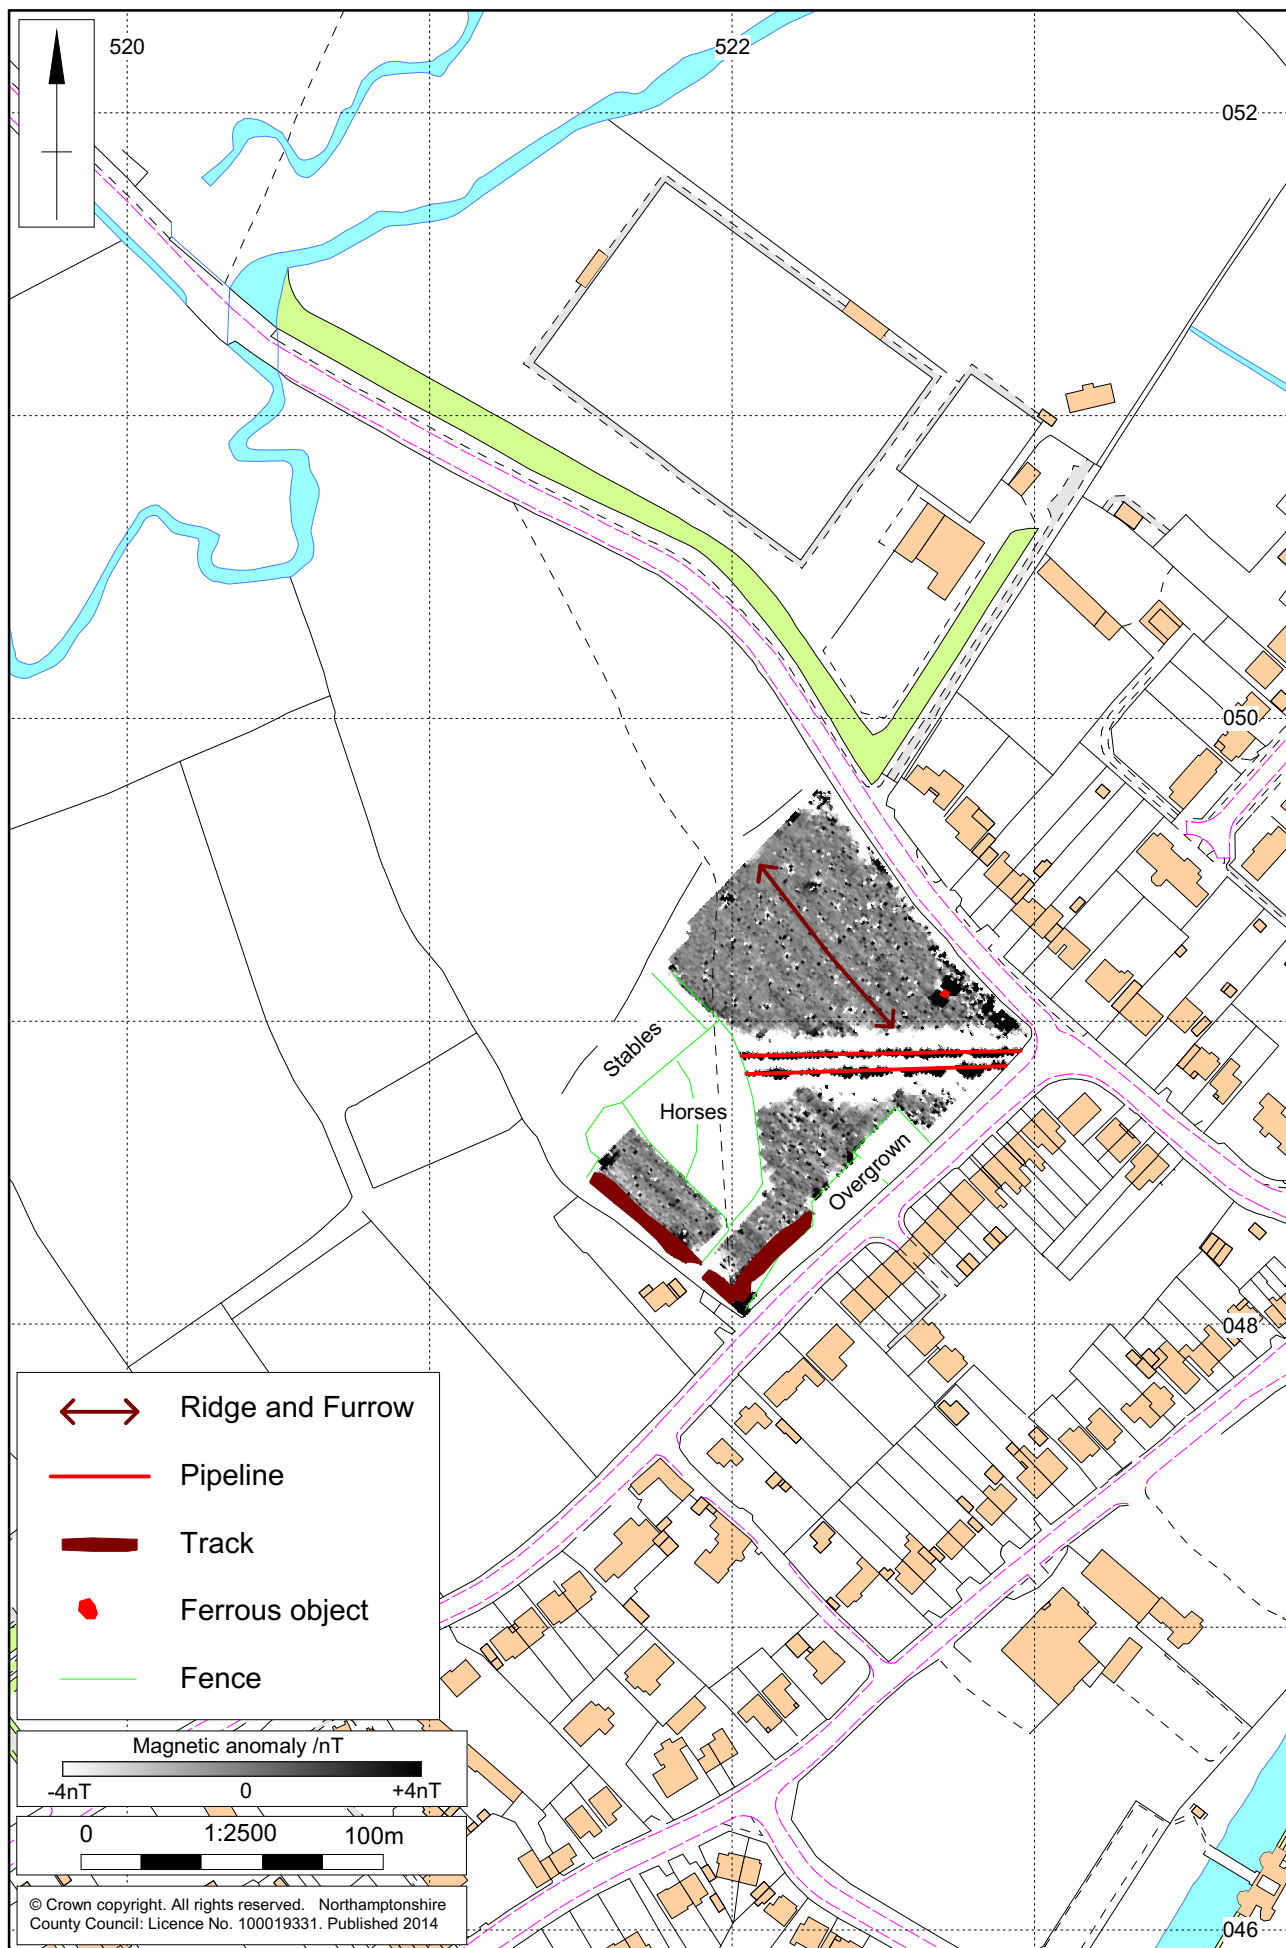 520
522
052
050
Stables
Horses
Overgrown
048
Ridge and Furrow
Pipeline
Track
Ferrous object
Fence
Magnetic anomaly /nT
-4nT 0 +4nT
0 1:2500 100m
© Crown copyright. All rights reserved. Northamptonshire
County Council: Licence No. 100019331. Published 2014
046